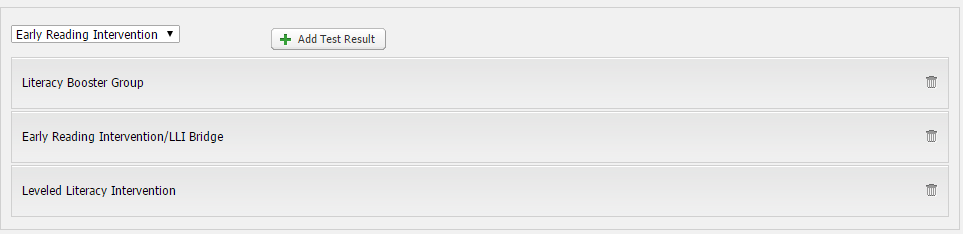 Early Reading Intervention
Add Test Result
Literacy Booster Group
Early Reading Intervention/LLI Bridge
Leveled Literacy Intervention